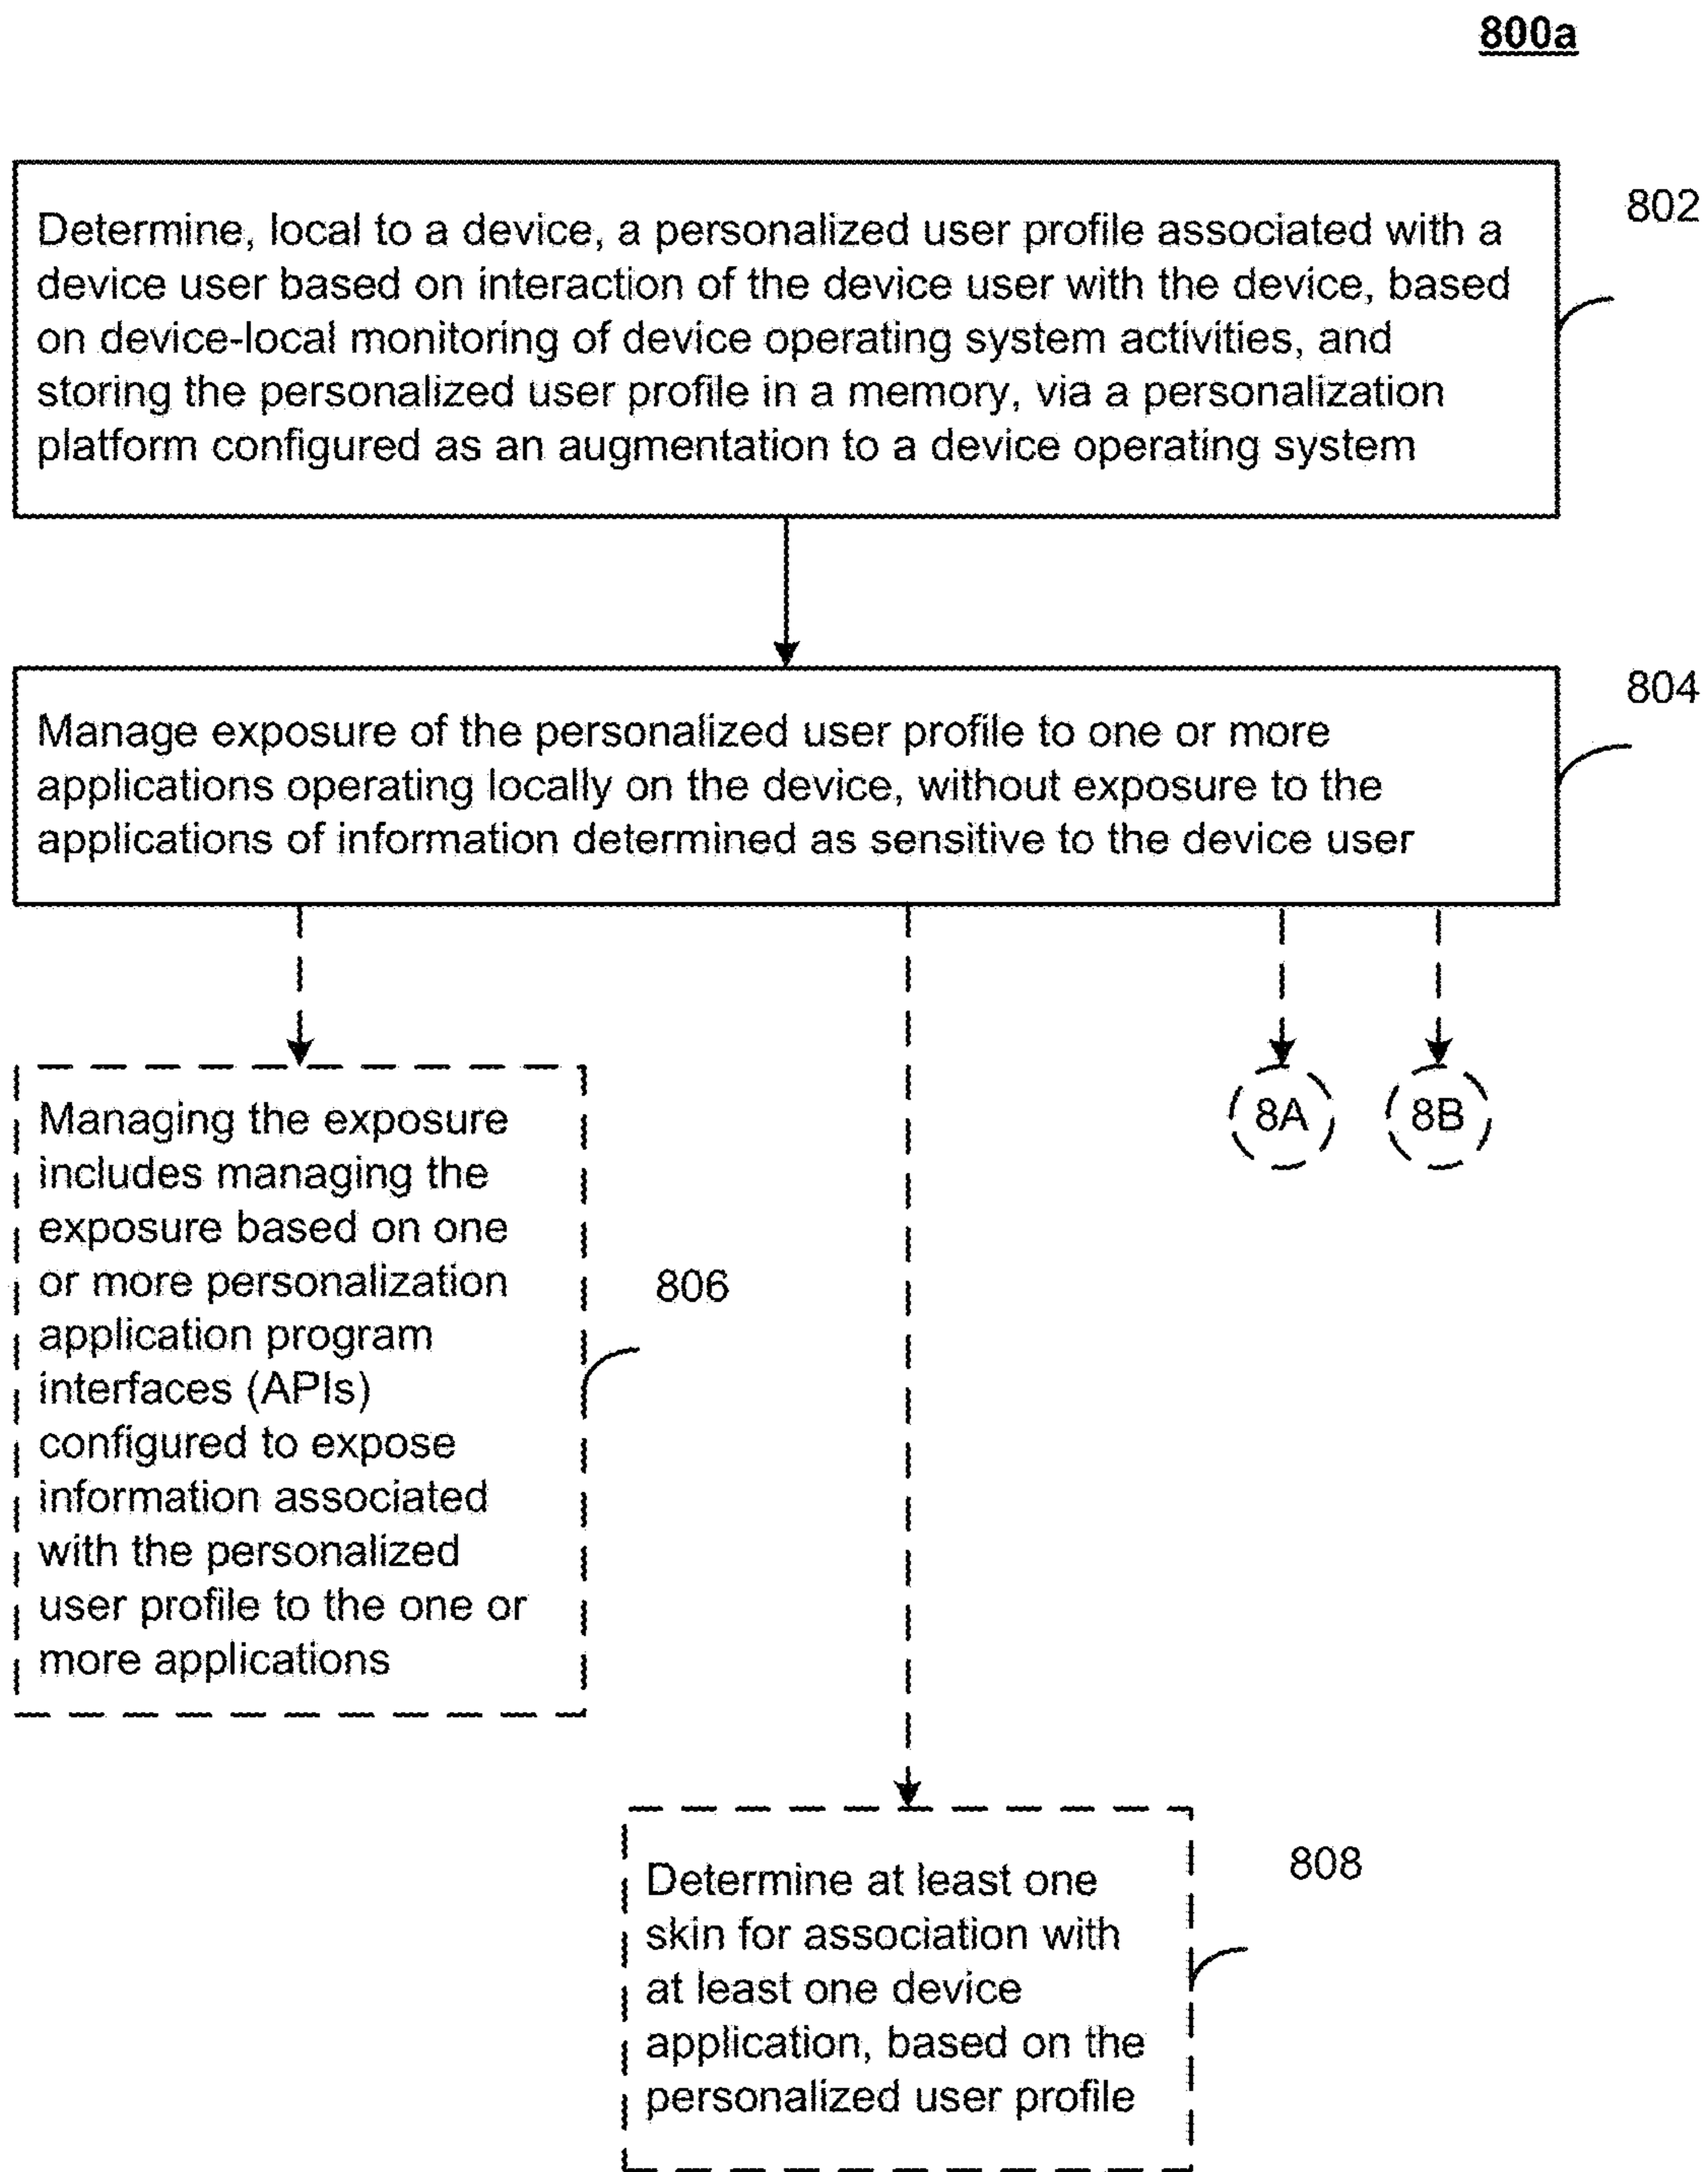 800a
802
Determine, local to a device, a personalized user profile associated with a
device user based on interaction of the device user with the device, based
on device-local monitoring of device operating system activities, and
storing the personalized user profile in a memory, via a personalization
platform configured as an augmentation to a device operating system
804
Manage exposure of the personalized user profile to one or more
applications operating locally on the device, without exposure to the
applications of information determined as sensitive to the device user
8A
8B
Managing the exposure
includes managing the
exposure based on one
or more personalization
application program
interfaces (APIs)
configured to expose
information associated
with the personalized
user profile to the one or
more applications
806
Determine at least one
skin for association with
at least one device
application, based on the
personalized user profile
808